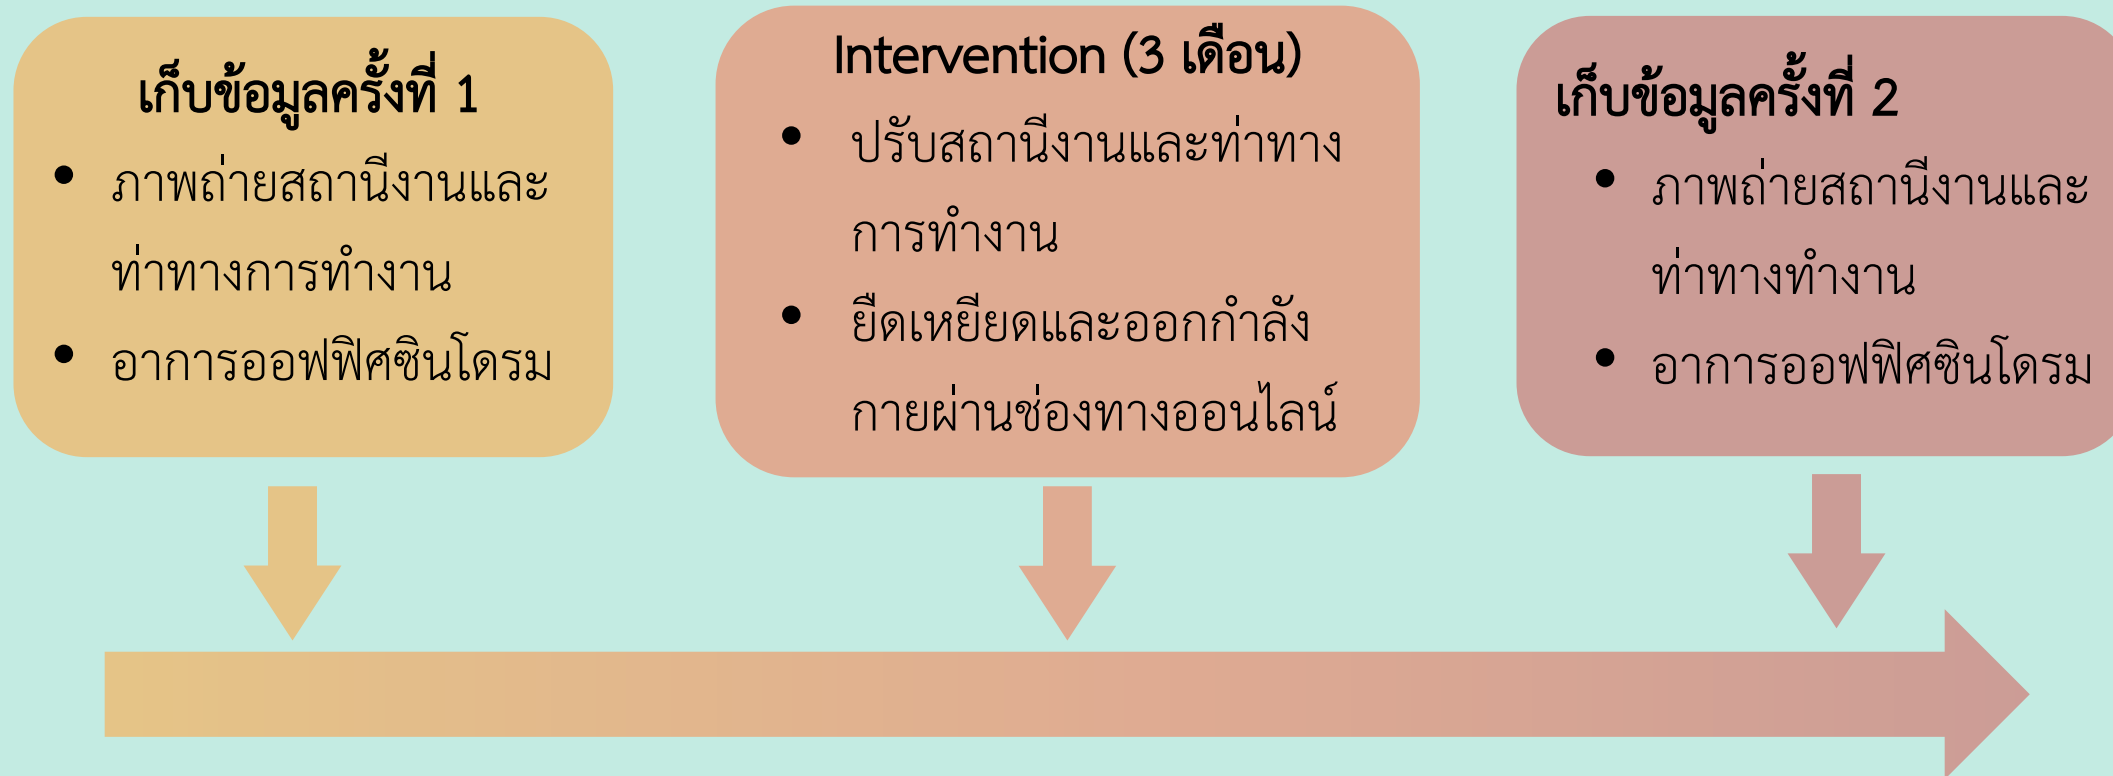 เก็บข้อมูลครั้งที่ 1
• ภาพถ่ายสถานีงานและ
ท่าทางการทำงาน
• อาการออฟฟิศซินโดรม
Intervention (3 เดือน)
• ปรับสถานีงานและท่าทาง
การทำงาน
• ยืดเหยียดและออกกำลัง
กายผ่านช่องทางออนไลน์
เก็บข้อมูลครั้งที่ 2
• ภาพถ่ายสถานีงานและ
ท่าทางทำงาน
• อาการออฟฟิศซินโดรม